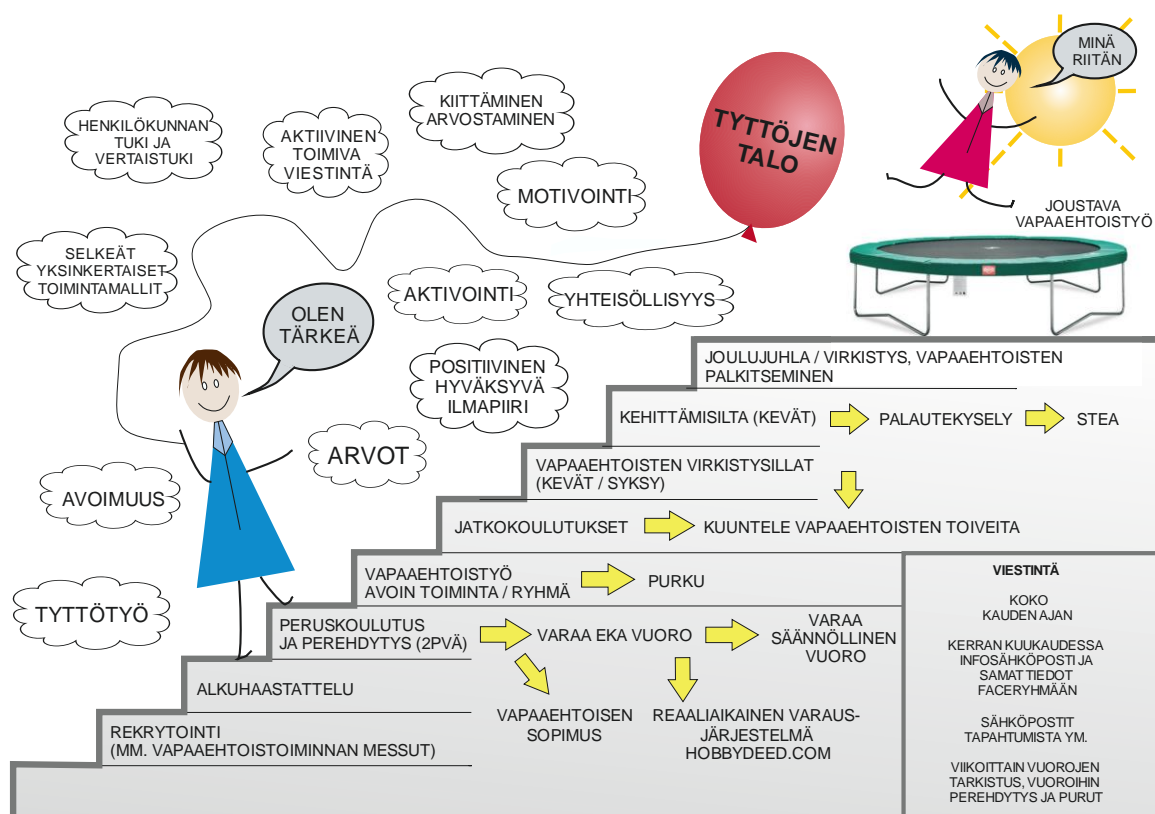 HENKILÖKUNNAN
TUKI JA
VERTAISTUKI
AKTIIVINEN
TOIMIVA
VIESTINTÄ
KIITTÄMINEN
ARVOSTAMINEN
MOTIVOINTI
TYTTÖJEN
TALO
MINÄ
RIITÄN
JOUSTAVA
VAPAAEHTOISTYÖ
SELKEÄT
YKSINKERTAISET
TOIMINTAMALLIT
OLEN
TÄRKEÄ
AKTIVOINTI
YHTEISÖLLISYYS
POSITIIVINEN
HYVÄKSYVÄ
ILMAPIIRI
ARVOT
AVOIMUUS
TYTTÖTYÖ
JOULUJUHLA / VIRKISTYS, VAPAAEHTOISTEN
PALKITSEMINEN
KEHITTÄMISILTA (KEVÄT)
PALAUTEKYSELY
STEA
VAPAAEHTOISTEN VIRKISTYSILLAT
(KEVÄT / SYKSY)
JATKOKOULUTUKSET
KUUNTELE VAPAAEHTOISTEN TOIVEITA
VAPAAEHTOISTYÖ
AVOIN TOIMINTA / RYHMÄ
PURKU
PERUSKOULUTUS
JA PEREHDYTYS (2PVÄ)
VARAA EKA VUORO
VARAA
SÄÄNNÖLLINEN
VUORO
ALKUHAASTATTELU
VAPAAEHTOISEN
SOPIMUS
REAALIAIKAINEN VARAUS-
JÄRJESTELMÄ
HOBBYDEED.COM
REKRYTOINTI
(MM. VAPAAEHTOISTOIMINNAN MESSUT)
VIESTINTÄ
KOKO
KAUDEN AJAN
KERRAN KUUKAUDESSA
INFOSÄHKÖPOSTI JA
SAMAT TIEDOT
FACERYHMÄÄN
SÄHKÖPOSTIT
TAPAHTUMISTA YM.
VIIKOITTAIN VUOROJEN
TARKISTUS, VUOROIHIN
PEREHDYTYS JA PURUT